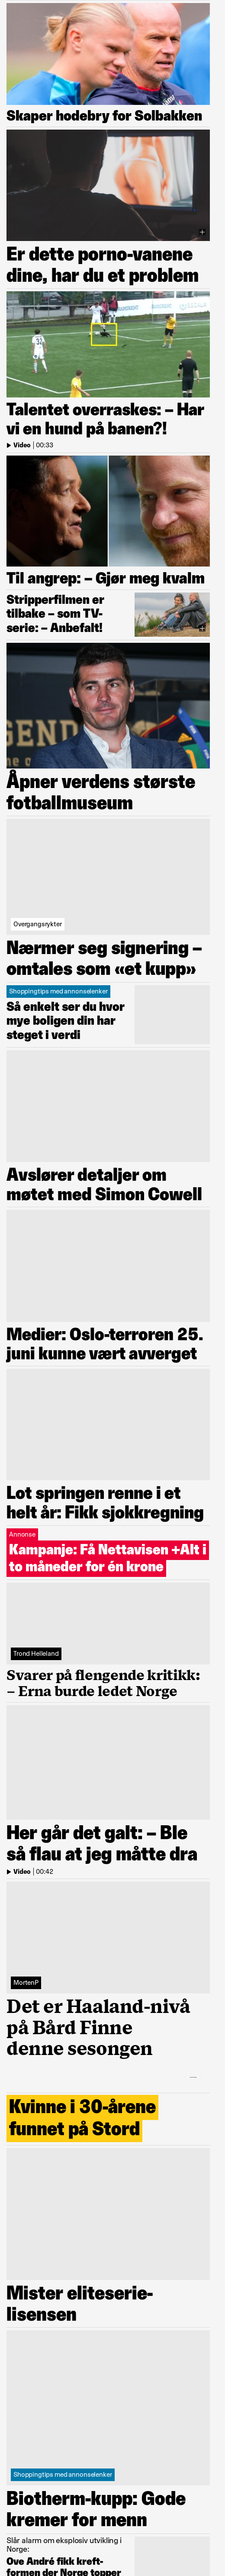 Skaper hodebry for Solbakken
Er dette porno-vanene
dine, har du et problem
Talentet overraskes: – Har
vi en hund på banen?!
Video | 00:33
Til angrep: – Gjør meg kvalm
Stripperfilmen er
tilbake – som TV-
serie: – Anbefalt!
Åpner verdens største
fotballmuseum
Overgangsrykter
Nærmer seg signering –
omtales som «et kupp»
Shoppingtips med annonselenker
Så enkelt ser du hvor
mye boligen din har
steget i verdi
Avslører detaljer om
møtet med Simon Cowell
Medier: Oslo-terroren 25.
juni kunne vært avverget
Lot springen renne i et
helt år: Fikk sjokkregning
Annonse
Kampanje: Få Nettavisen +Alt i
to måneder for én krone
Trond Helleland
Svarer på flengende kritikk:
– Erna burde ledet Norge
Her går det galt: – Ble
så flau at jeg måtte dra
Video | 00:42
MortenP
Det er Haaland-nivå
på Bård Finne
denne sesongen
Kvinne i 30-årene
funnet på Stord
Mister eliteserie-
lisensen
Shoppingtips med annonselenker
Biotherm-kupp: Gode
kremer for menn
Slår alarm om eksplosiv utvikling i
Norge:
Ove André fikk kreft-
formen der Norge topper